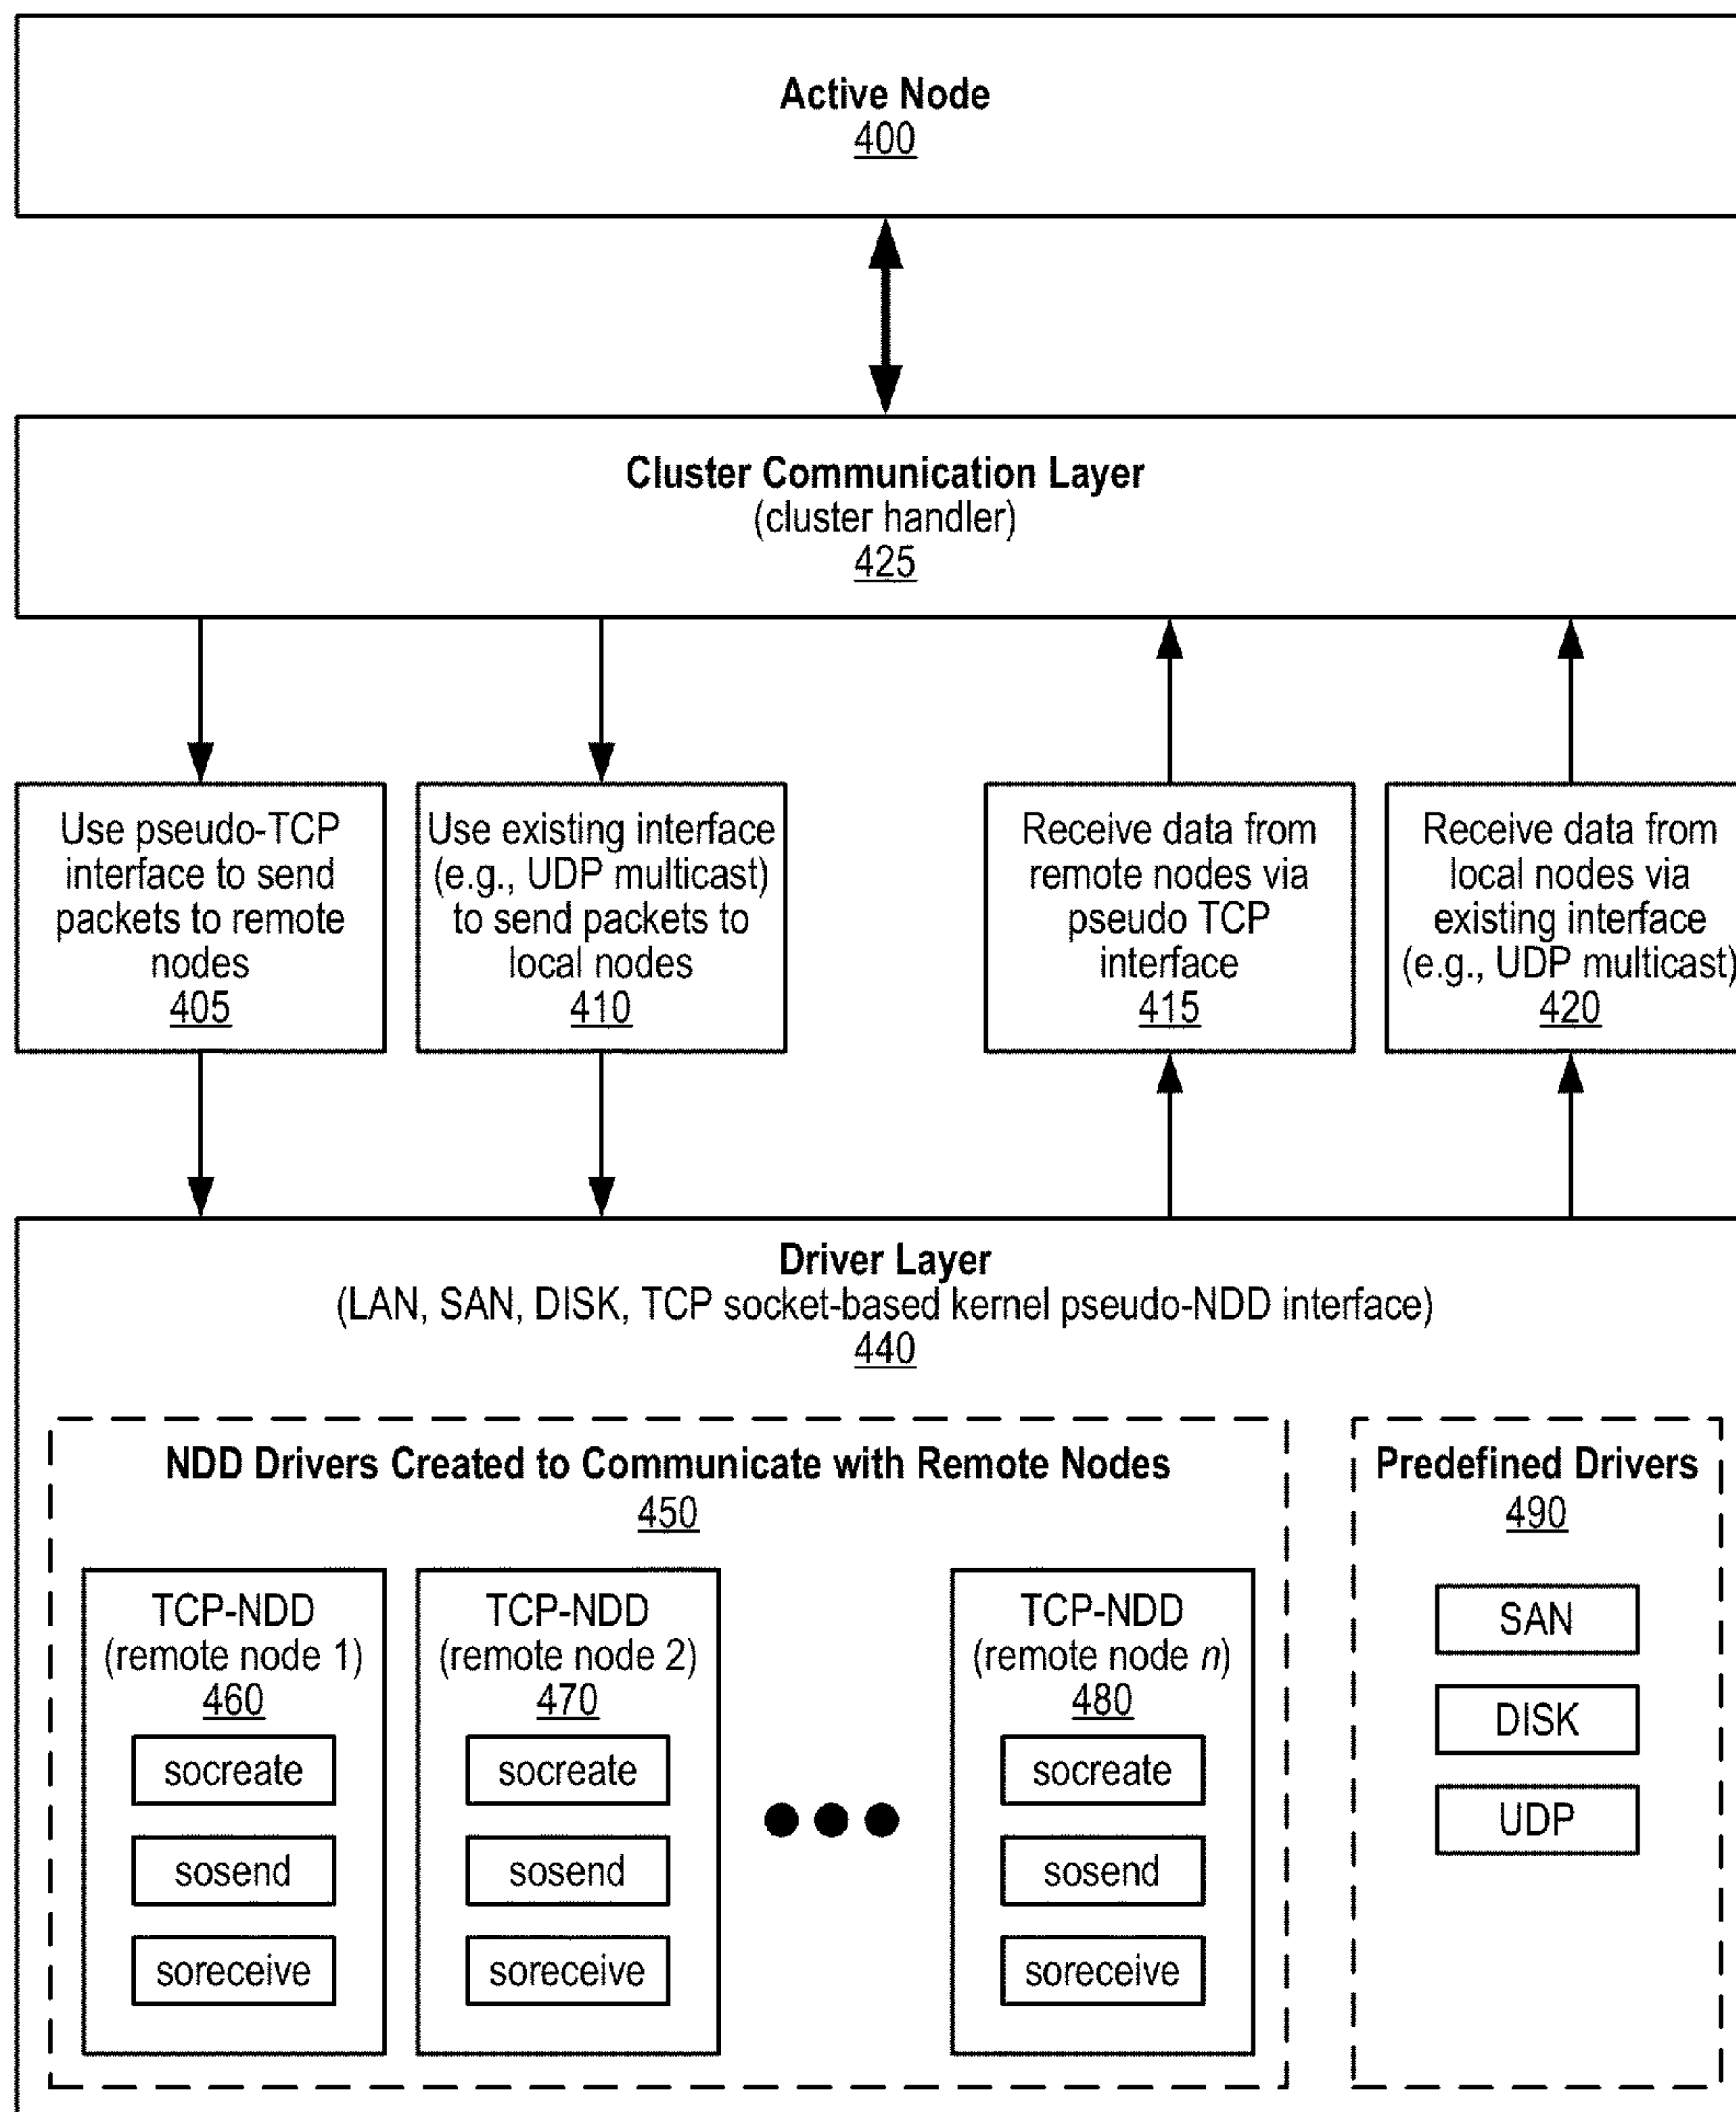 Active Node
400
Cluster Communication Layer
(cluster handler)
425
Use pseudo-TCP
interface to send
packets to remote
nodes
405
Use existing interface
(e.g., UDP multicast)
to send packets to
local nodes
410
Receive data from
remote nodes via
pseudo TCP
interface
415
Receive data from
local nodes via
existing interface
(e.g., UDP multicast)
420
Driver Layer
(LAN, SAN, DISK, TCP socket-based kernel pseudo-NDD interface)
440
NDD Drivers Created to Communicate with Remote Nodes
450
TCP-NDD
(remote node 1)
460
socreate
sosend
soreceive
TCP-NDD
(remote node 2)
470
socreate
sosend
soreceive
TCP-NDD
(remote node n)
480
socreate
sosend
soreceive
Predefined Drivers
490
SAN
DISK
UDP